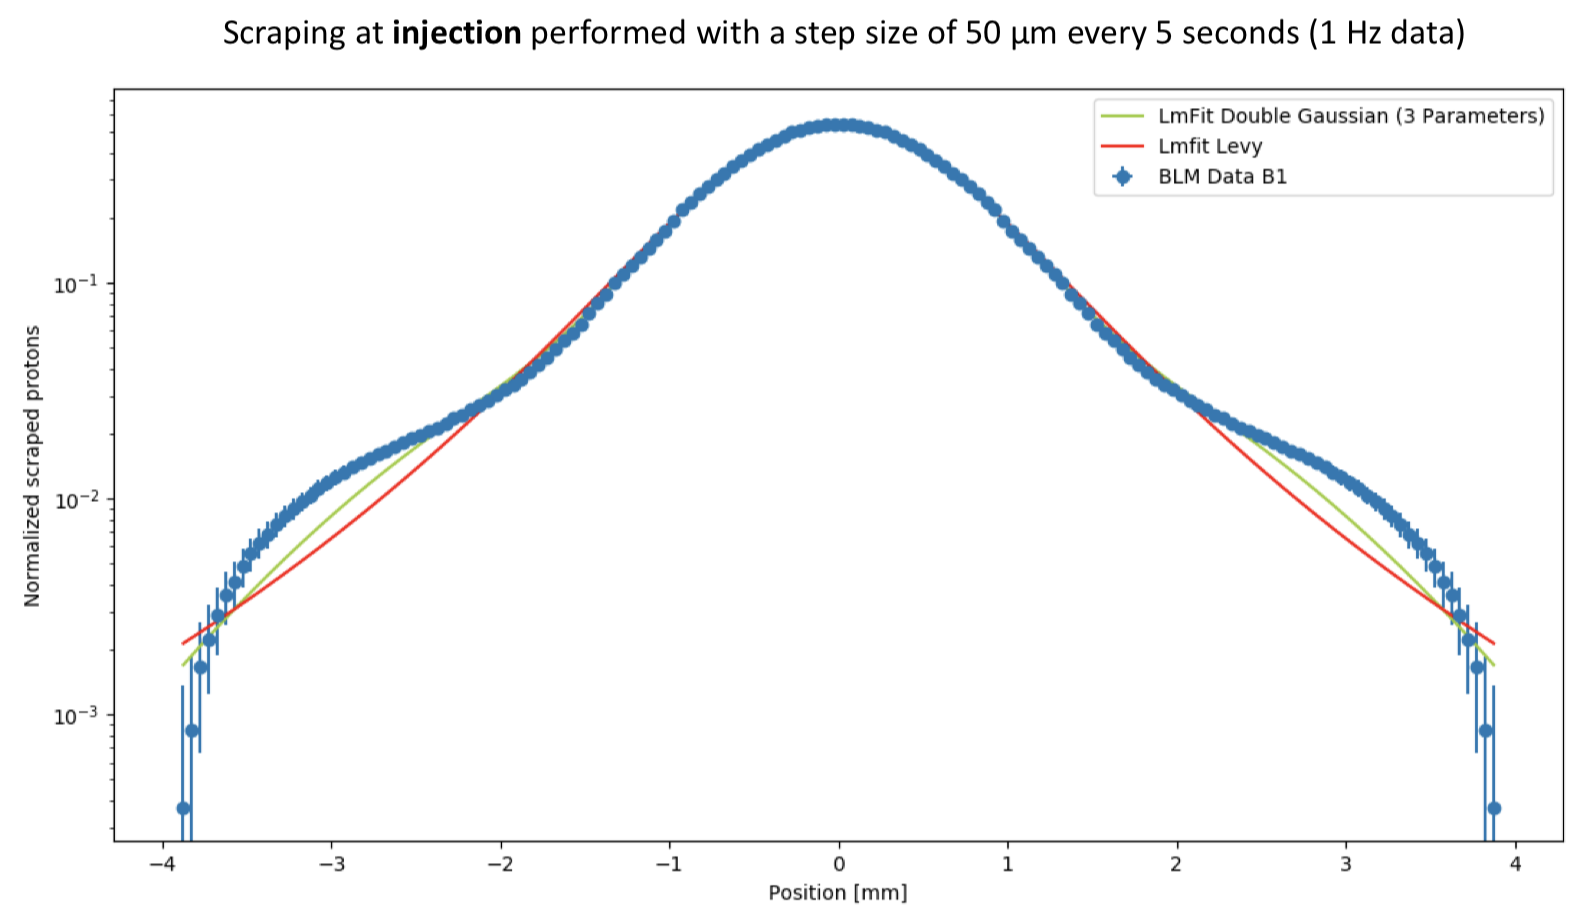 Scraping at injection performed with a step size of 50 µm every 5 seconds (1 Hz data)
LmFit Double Gaussian (3 Parameters)
Lmfit Levy
BLM Data B1
Normalized scraped protons
10⁻¹
10⁻²
10⁻³
−4 −3 −2 −1 0 1 2 3 4
Position [mm]